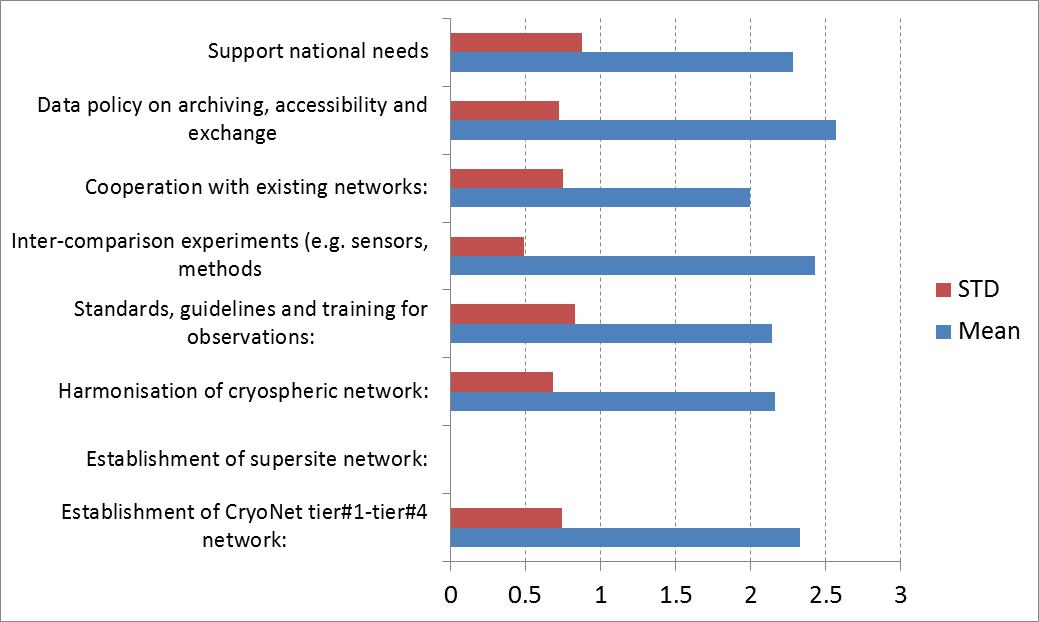 Support national needs
Data policy on archiving, accessibility and
exchange
Cooperation with existing networks:
Inter-comparison experiments (e.g. sensors,
methods
Standards, guidelines and training for
observations:
Harmonisation of cryospheric network:
Establishment of supersite network:
Establishment of CryoNet tier#1-tier#4
network:
0 0.5 1 1.5 2 2.5 3
STD
Mean